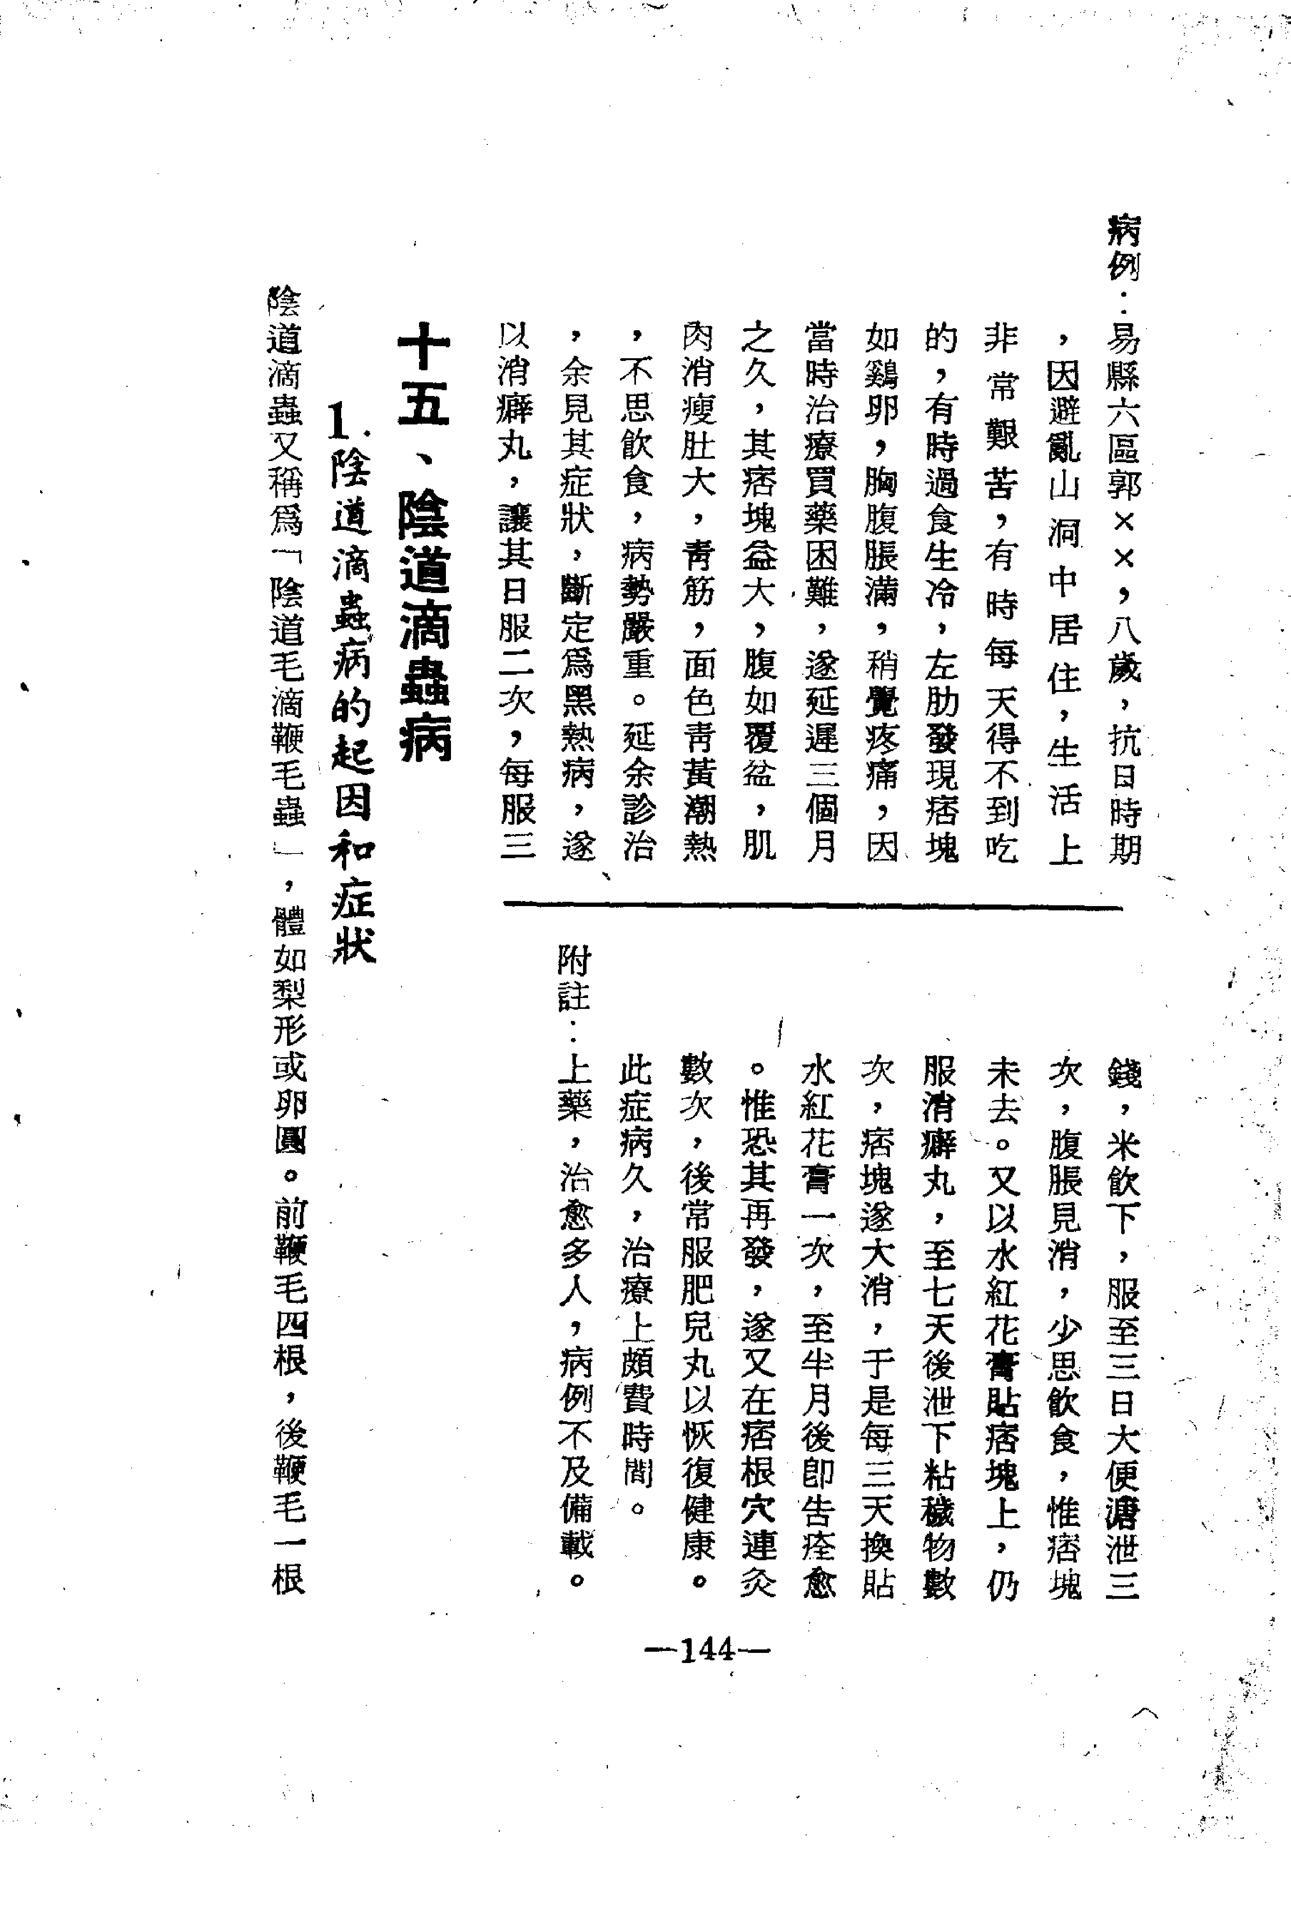 病例：易縣六區郭××，八歲，抗日時期
，因避亂山洞中居住，生活上
非常艱苦，有時每天得不到吃
的，有時過食生冷，左肋發現痞塊
如鷄卵，胸腹脹滿，稍覺疼痛，因
當時治療買藥困難，遂延遲三個月
之久，其痞塊益大，腹如覆盆，肌
肉消瘦肚大，靑筋，面色靑黃潮熱
，不思飲食，病勢嚴重。延余診治
，余見其症狀，斷定爲黑熱病，遂
以消癖丸，讓其日服二次，每服三
錢，米飲下，服至三日大便溏泄三
次，腹脹見消，少思飲食，惟痞塊
未去。又以水紅花膏貼痞塊上，仍
服消癖丸，至七天後泄下粘穢物數
次，痞塊遂大消，于是每三天換貼
水紅花膏一次，至半月後卽告痊愈
。惟恐其再發，遂又在痞根穴連灸
數次，後常服肥兒丸以恢復健康。
此症病久，治療上頗費時間。
附註：上藥，治愈多人，病例不及備載。
十五、陰道滴蟲病
1.陰道滴蟲病的起因和症狀
陰道滴蟲又稱爲「陰道毛滴鞭毛蟲」，體如梨形或卵圓。前鞭毛四根，後鞭毛一根
—144—